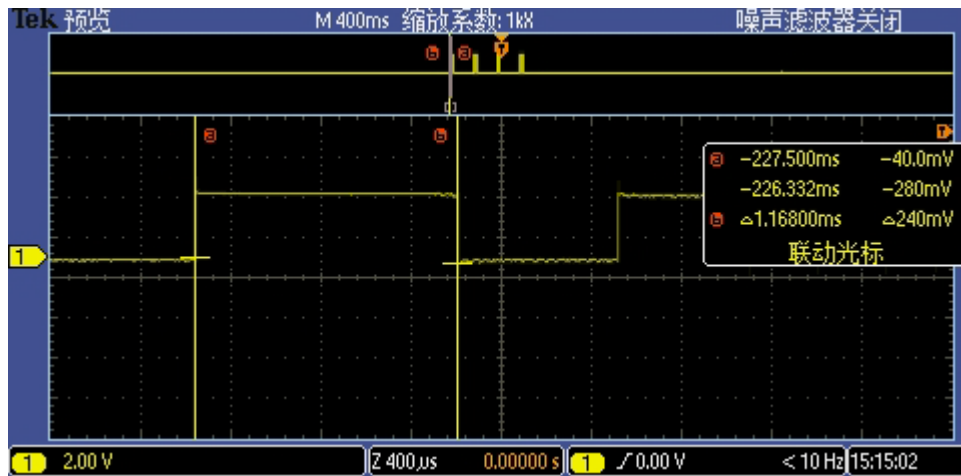 Tek 预览 M 400ms 缩放系数: 1kX 噪声滤波器关闭
b a T
a b T
a -227.500ms -40.0mV
-226.332ms -280mV
b △1.16800ms △240mV
联动光标
1
1 2.00 V Z 400µs 0.00000 s 1 ∕ 0.00 V < 10 Hz 15:15:02